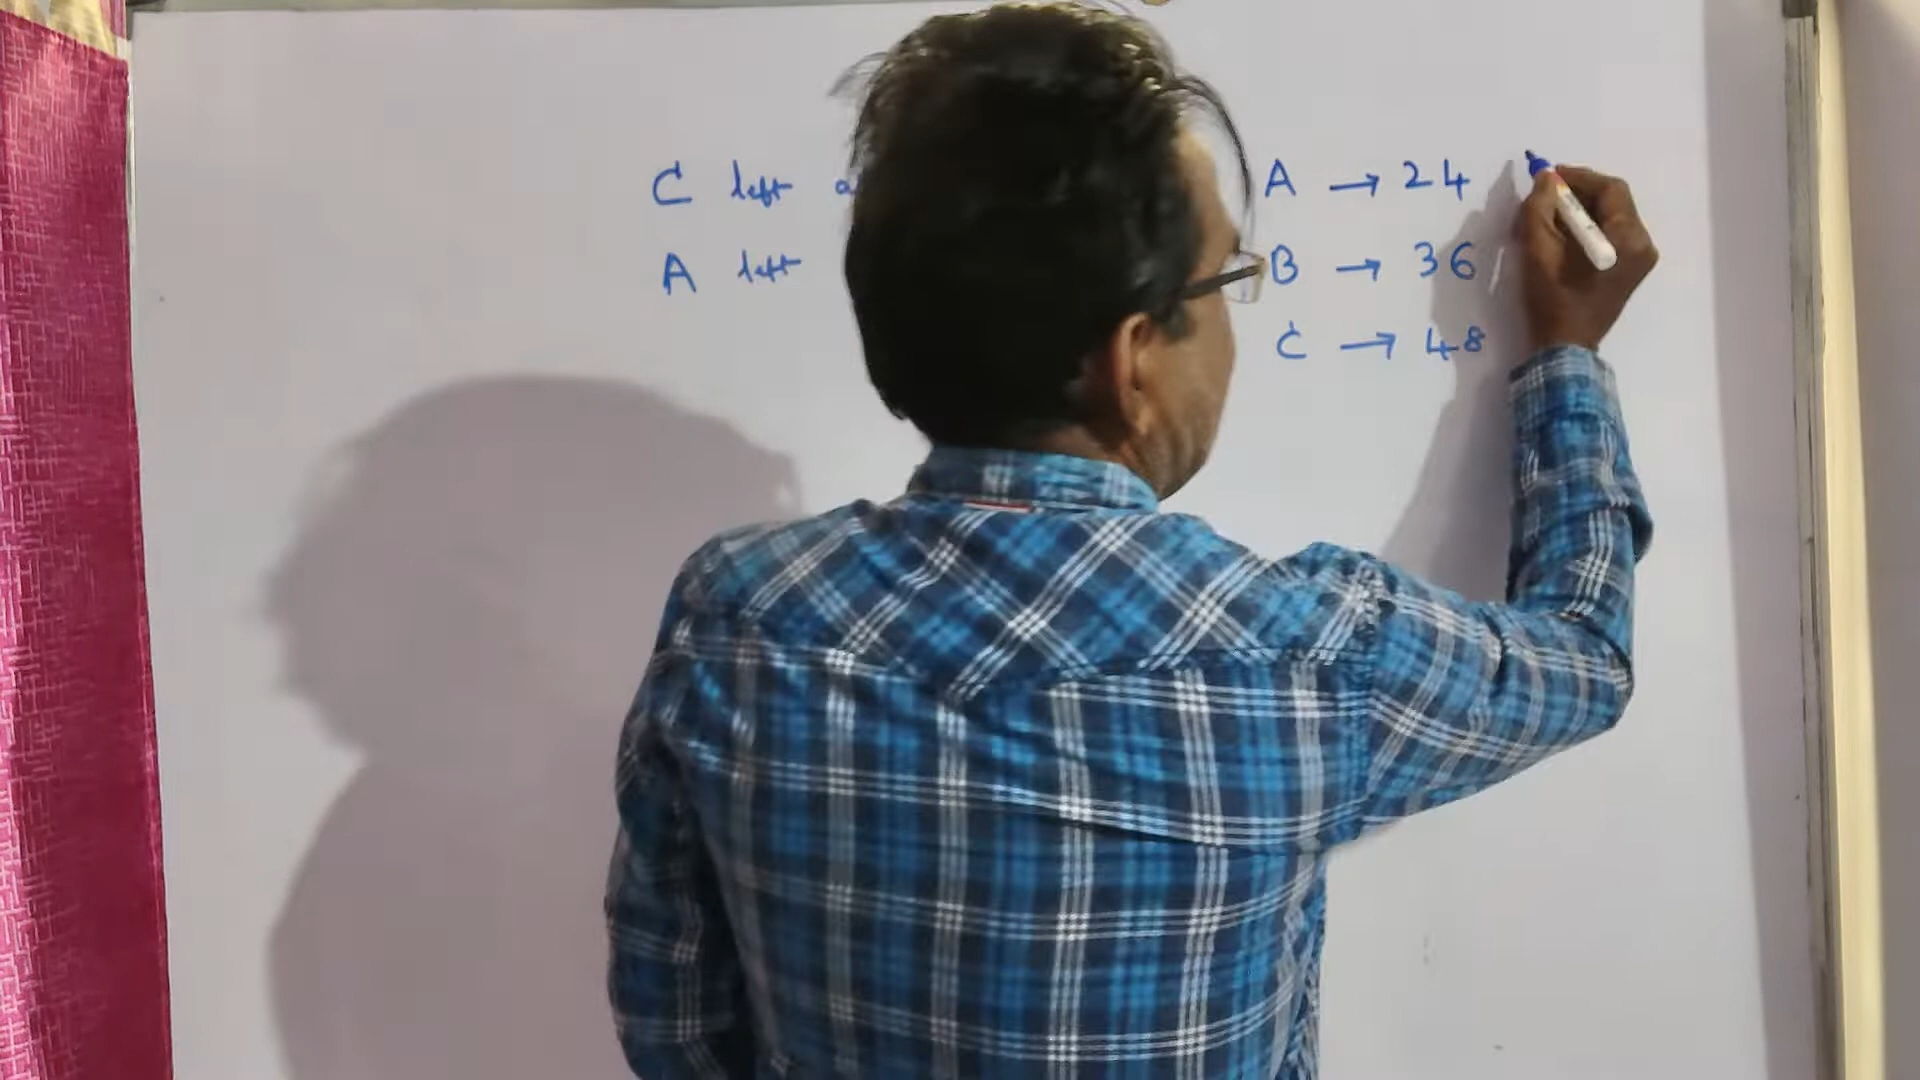 C left
A left
A → 24
B → 36
C → 48